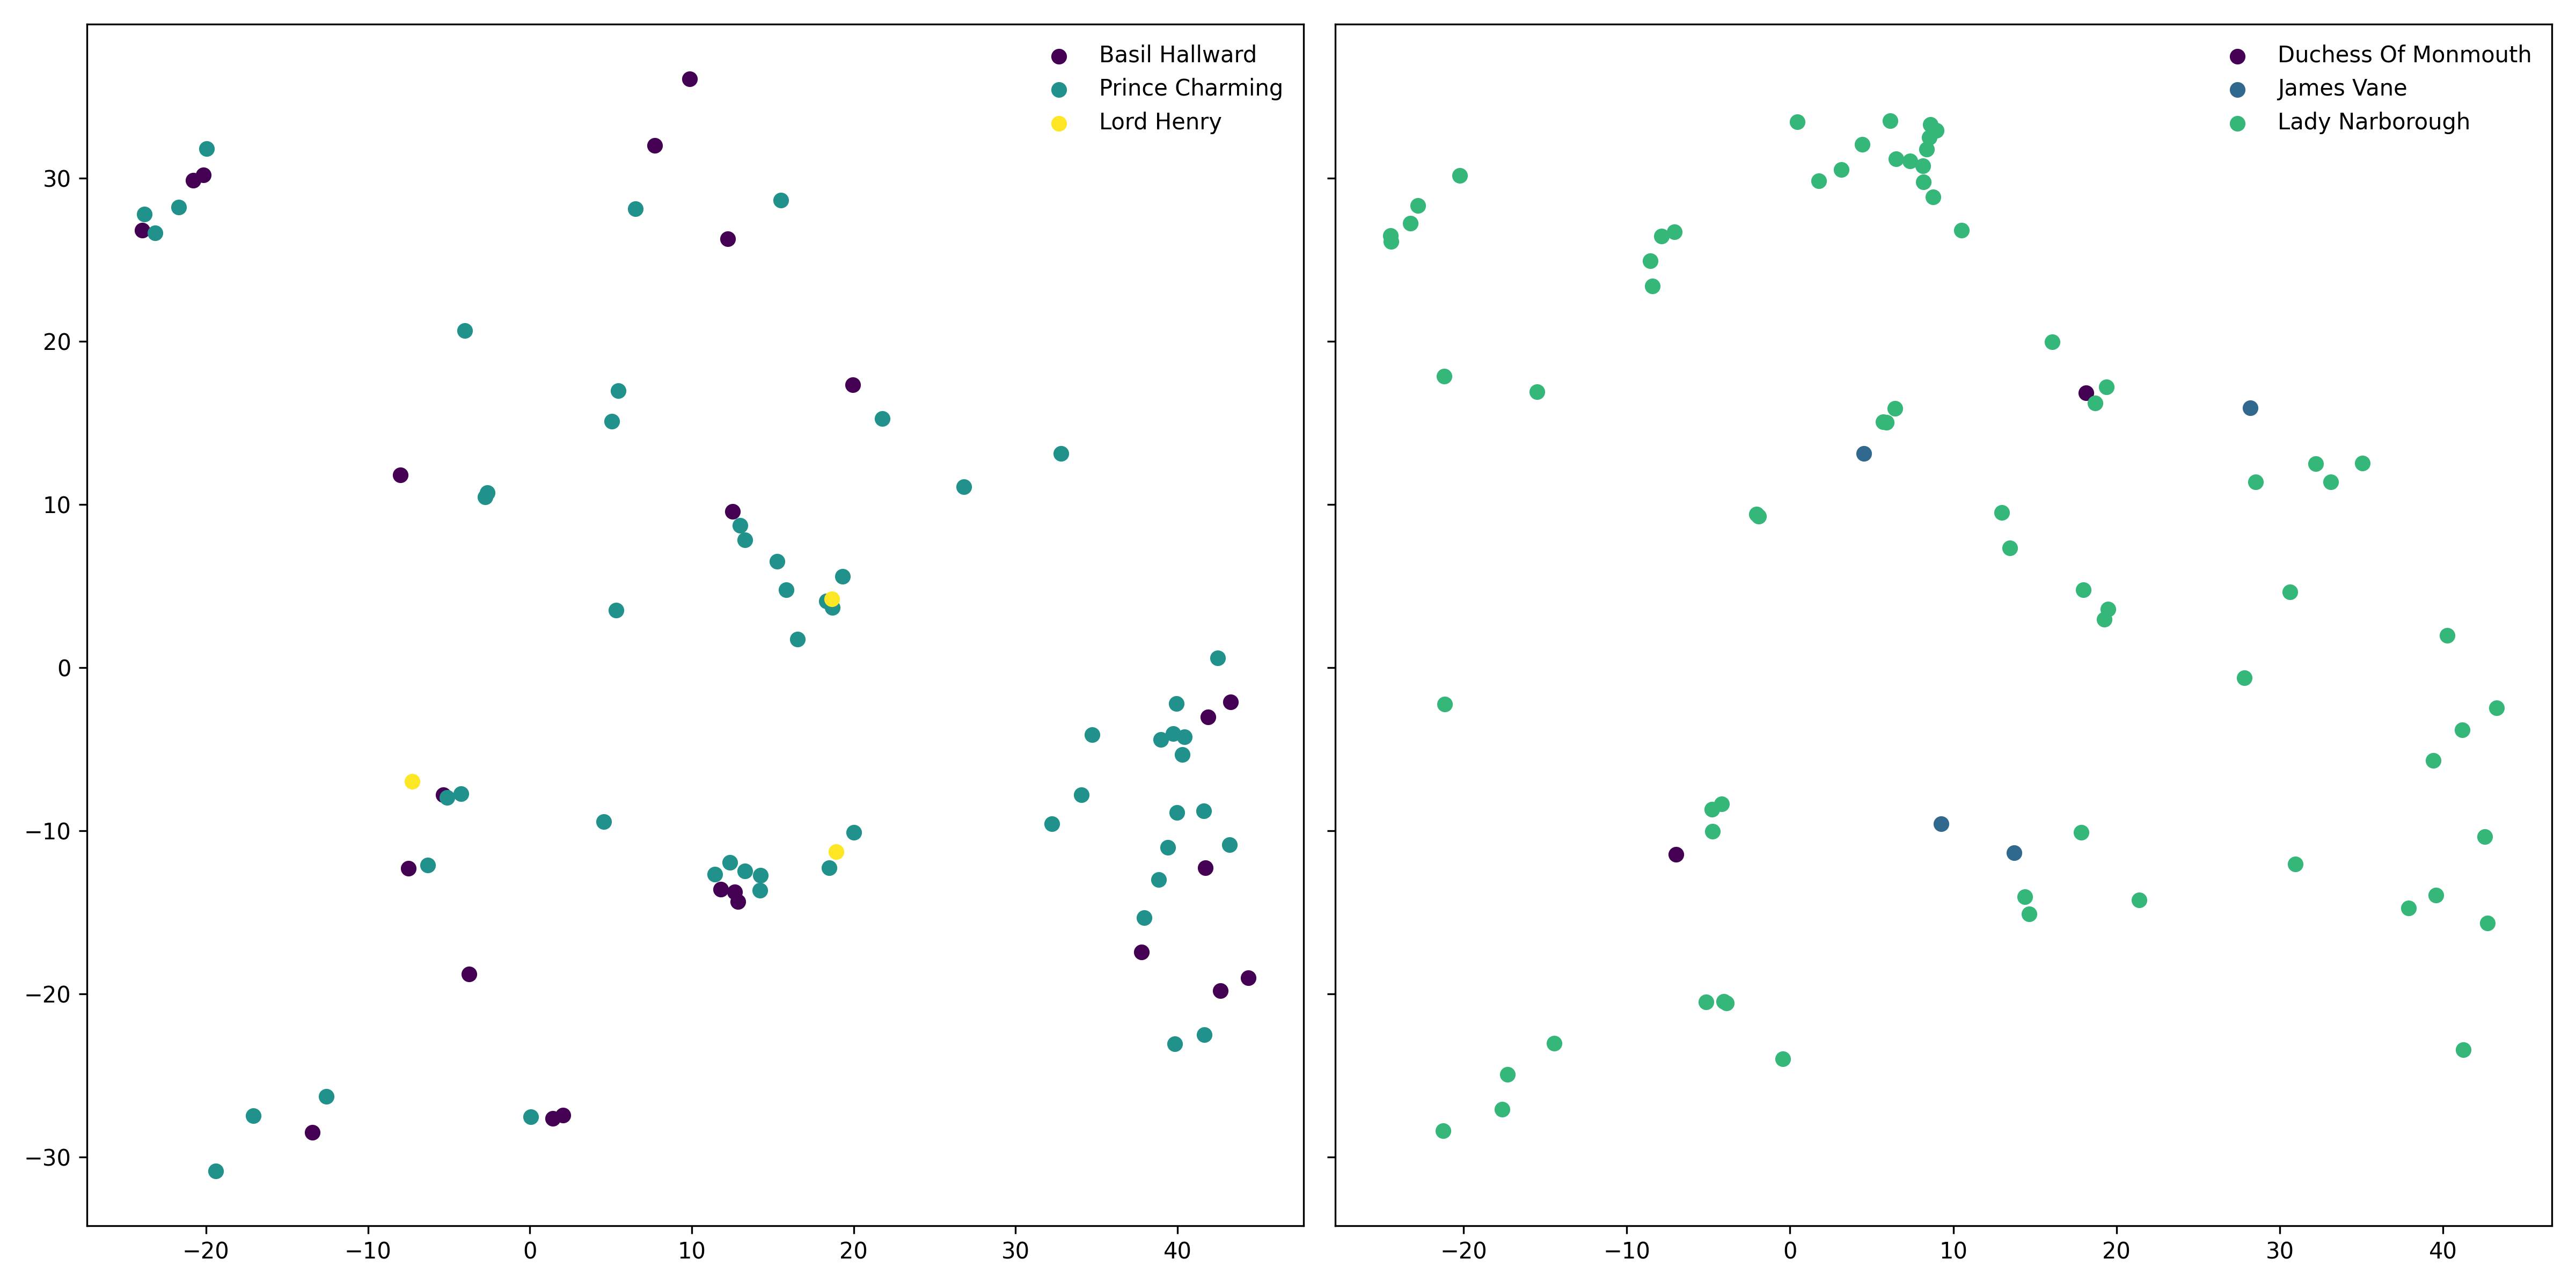 Basil Hallward
Prince Charming
Lord Henry
30
20
10
0
−10
−20
−30
−20 −10 0 10 20 30 40
Duchess Of Monmouth
James Vane
Lady Narborough
−20 −10 0 10 20 30 40